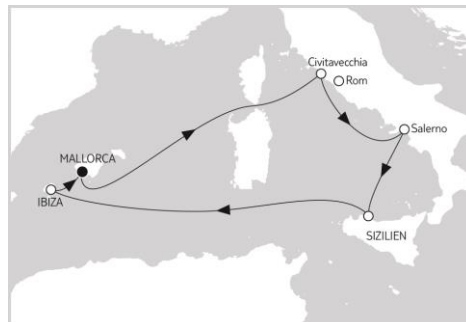 Civitavecchia
Rom
Salerno
MALLORCA
IBIZA
SIZILIEN